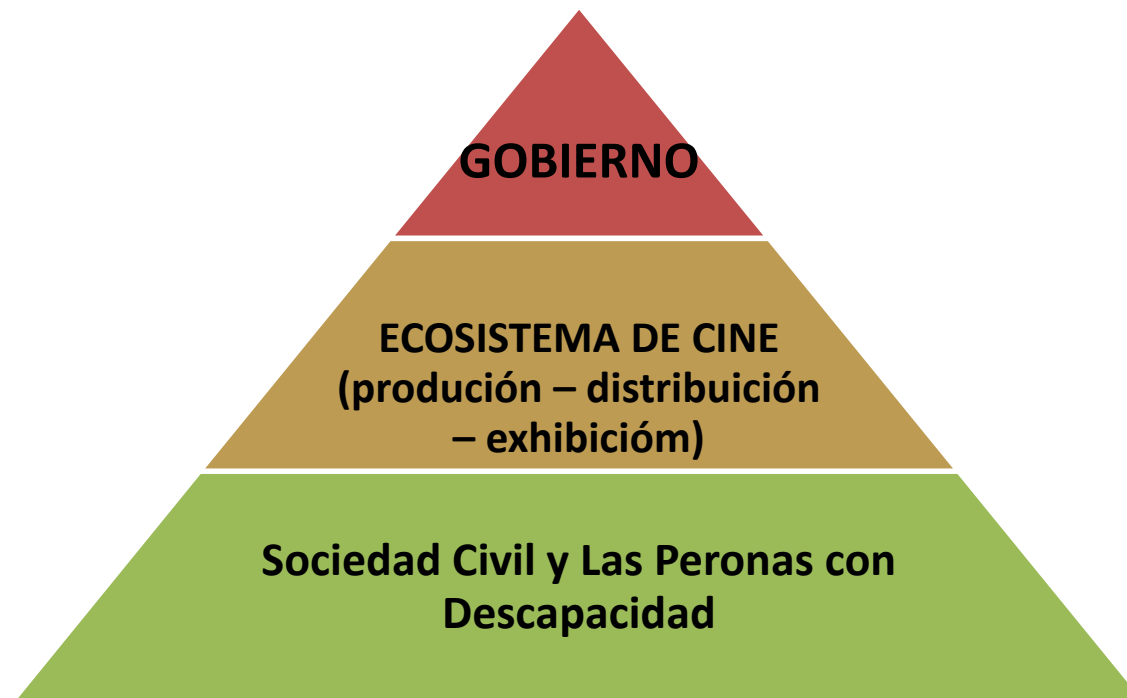 GOBIERNO
ECOSISTEMA DE CINE
(produción – distribuición
– exhibicióm)
Sociedad Civil y Las Peronas con
Descapacidad